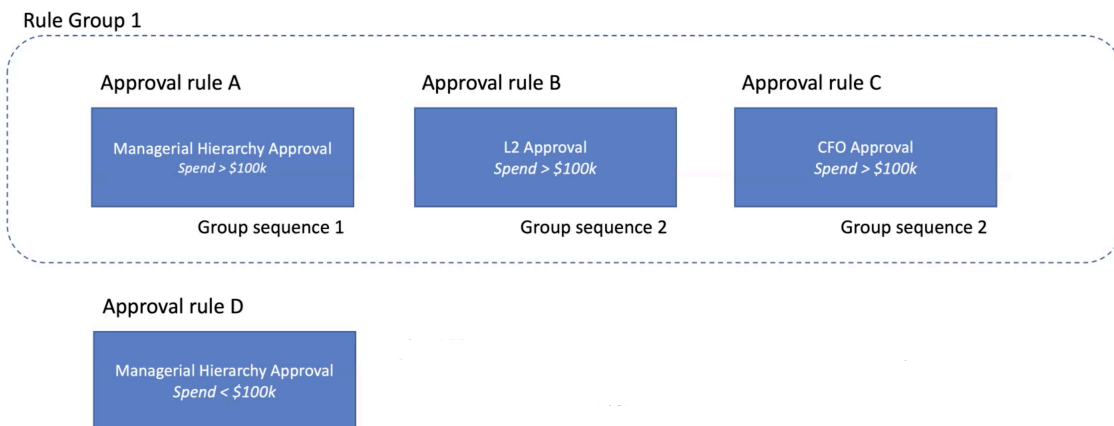 Rule Group 1
Approval rule A
Approval rule B
Approval rule C
Managerial Hierarchy Approval
Spend > $100k
L2 Approval
Spend > $100k
CFO Approval
Spend > $100k
Group sequence 1
Group sequence 2
Group sequence 2
Approval rule D
Managerial Hierarchy Approval
Spend < $100k